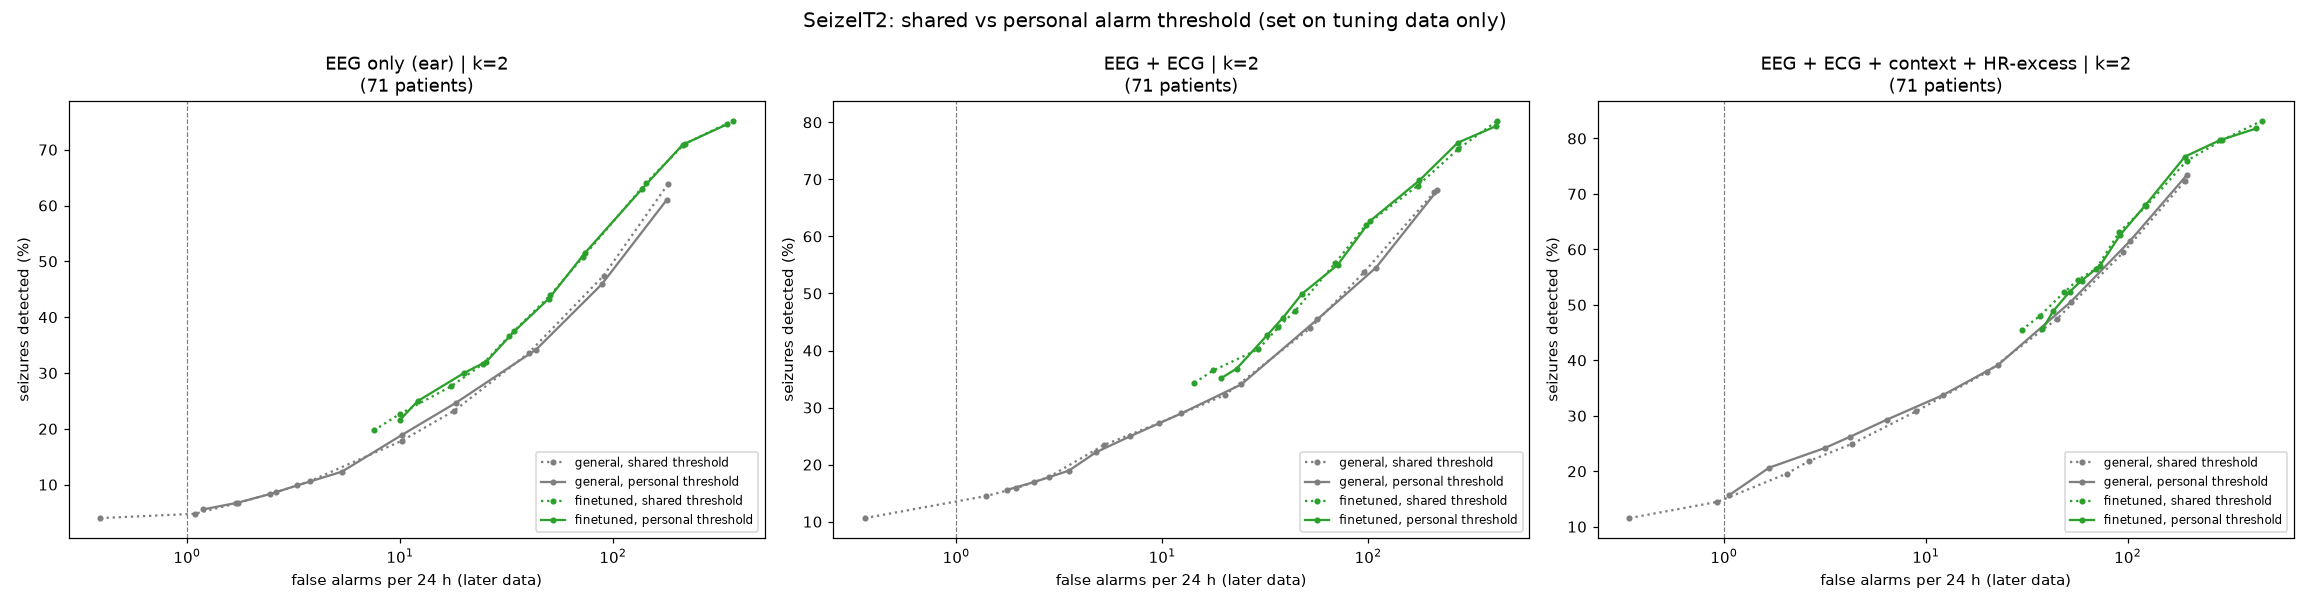 SeizeIT2: shared vs personal alarm threshold (set on tuning data only)
EEG only (ear) | k=2
(71 patients)
seizures detected (%)
70
60
50
40
30
20
10
10⁰
10¹
10²
false alarms per 24 h (later data)
general, shared threshold
general, personal threshold
finetuned, shared threshold
finetuned, personal threshold
EEG + ECG | k=2
(71 patients)
seizures detected (%)
80
70
60
50
40
30
20
10
10⁰
10¹
10²
false alarms per 24 h (later data)
general, shared threshold
general, personal threshold
finetuned, shared threshold
finetuned, personal threshold
EEG + ECG + context + HR-excess | k=2
(71 patients)
seizures detected (%)
80
70
60
50
40
30
20
10
10⁰
10¹
10²
false alarms per 24 h (later data)
general, shared threshold
general, personal threshold
finetuned, shared threshold
finetuned, personal threshold